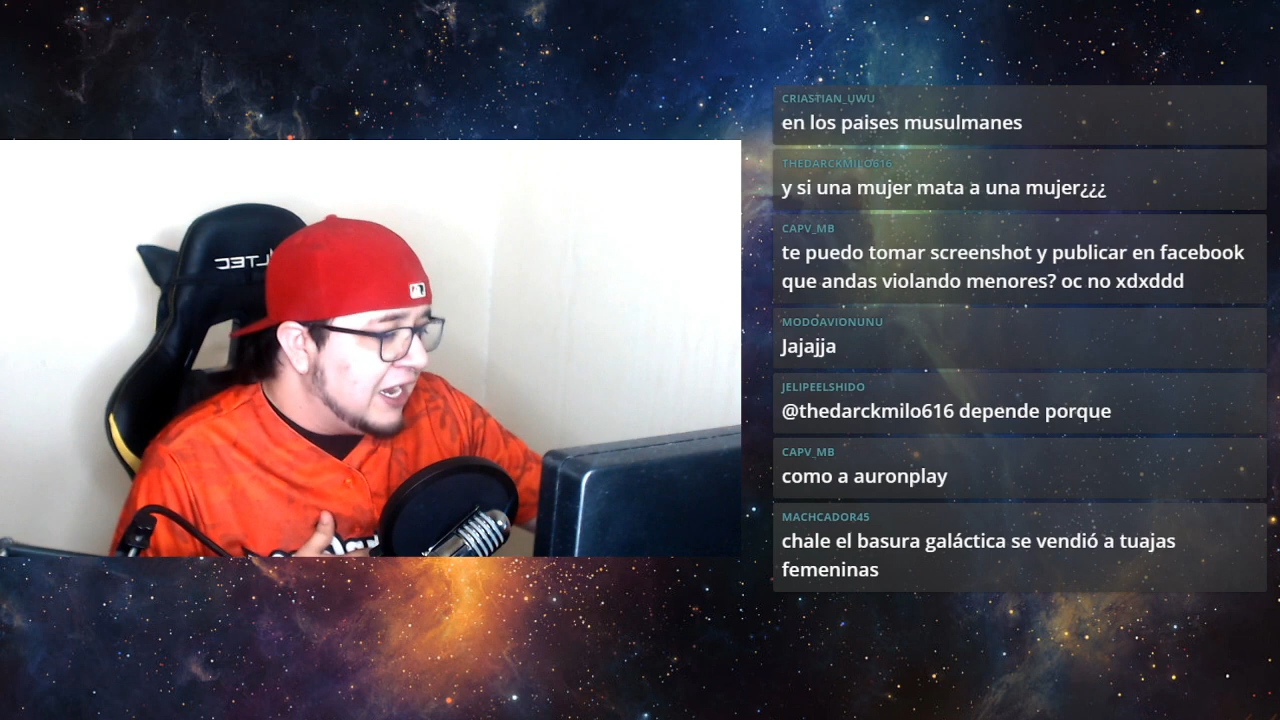 CRIASTIAN_UWU
en los paises musulmanes
THEDARCKMILO616
y si una mujer mata a una mujer¿¿¿
CAPV_MB
te puedo tomar screenshot y publicar en facebook
que andas violando menores? oc no xdxddd
MODOAVIONUNU
Jajajja
JELIPEELSHIDO
@thedarckmilo616 depende porque
CAPV_MB
como a auronplay
MACHCADOR45
chale el basura galáctica se vendió a tuajas
femeninas